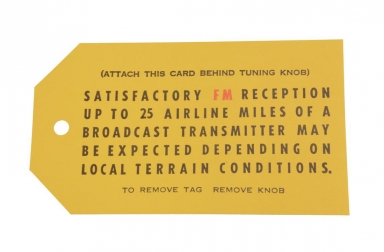 (ATTACH THIS CARD BEHIND TUNING KNOB)
SATISFACTORY FM RECEPTION
UP TO 25 AIRLINE MILES OF A
BROADCAST TRANSMITTER MAY
BE EXPECTED DEPENDING ON
LOCAL TERRAIN CONDITIONS.
TO REMOVE TAG REMOVE KNOB